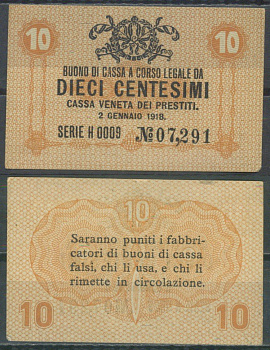 10 10
BUONO DI CASSA A CORSO LEGALE DA
DIECI CENTESIMI
CASSA VENETA DEI PRESTITI.
2 GENNAIO 1918.
SERIE H 0009 № 07,291
10
Saranno puniti i fabbri-
catori di buoni di cassa
falsi, chi li usa, e chi li
rimette in circolazione.
10 10